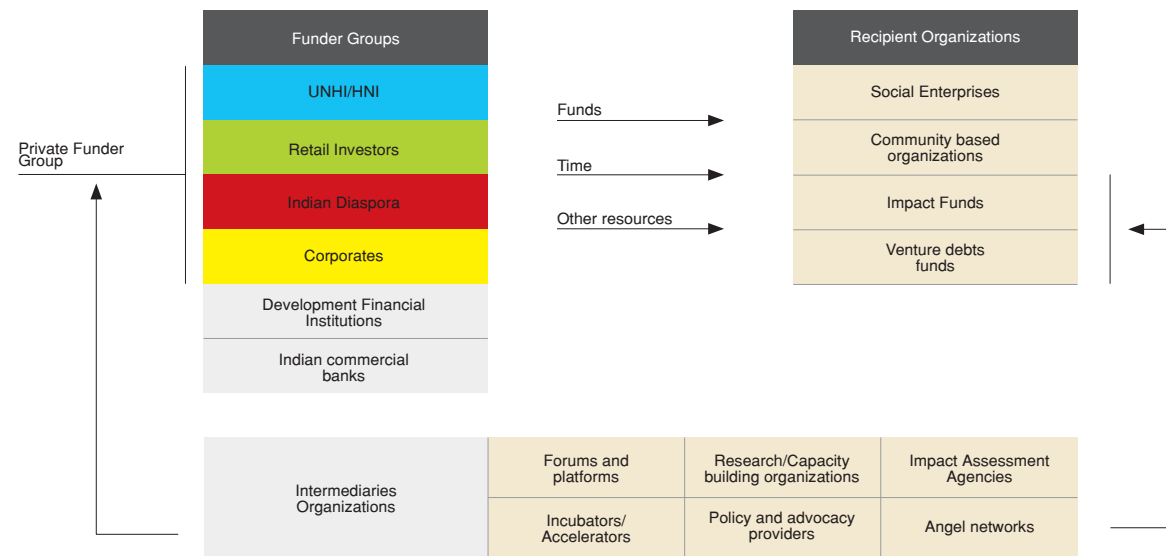 Funder Groups
UNHI/HNI
Retail Investors
Indian Diaspora
Corporates
Development Financial
Institutions
Indian commercial
banks
Private Funder
Group
Funds
Time
Other resources
Recipient Organizations
Social Enterprises
Community based
organizations
Impact Funds
Venture debts
funds
Intermediaries
Organizations
Forums and
platforms
Research/Capacity
building organizations
Impact Assessment
Agencies
Incubators/
Accelerators
Policy and advocacy
providers
Angel networks